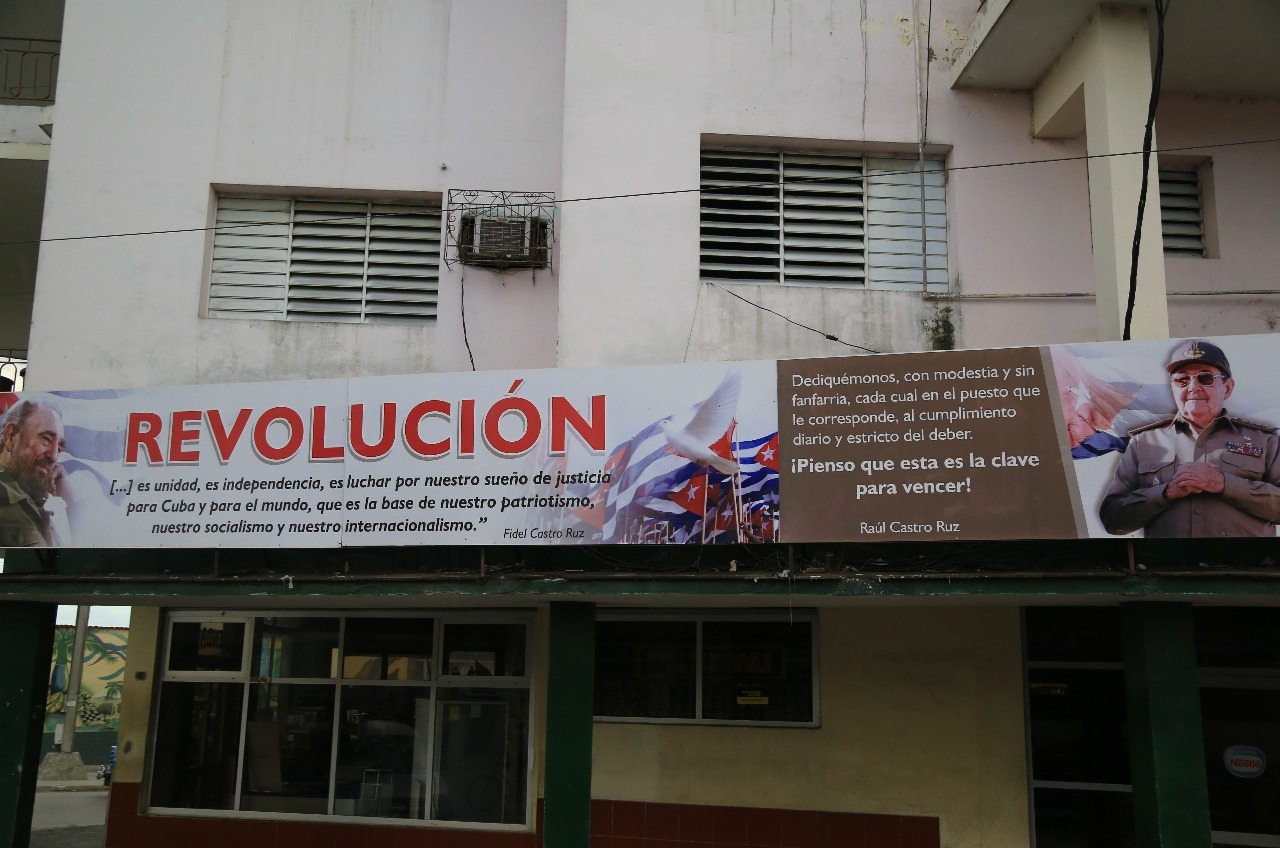 REVOLUCIÓN
[...] es unidad, es independencia, es luchar por nuestro sueño de justicia
para Cuba y para el mundo, que es la base de nuestro patriotismo,
nuestro socialismo y nuestro internacionalismo.”
Fidel Castro Ruz
Dediquémonos, con modestia y sin
fanfarria, cada cual en el puesto que
le corresponde, al cumplimiento
diario y estricto del deber.
¡Pienso que esta es la clave
para vencer!
Raúl Castro Ruz
Nestlé